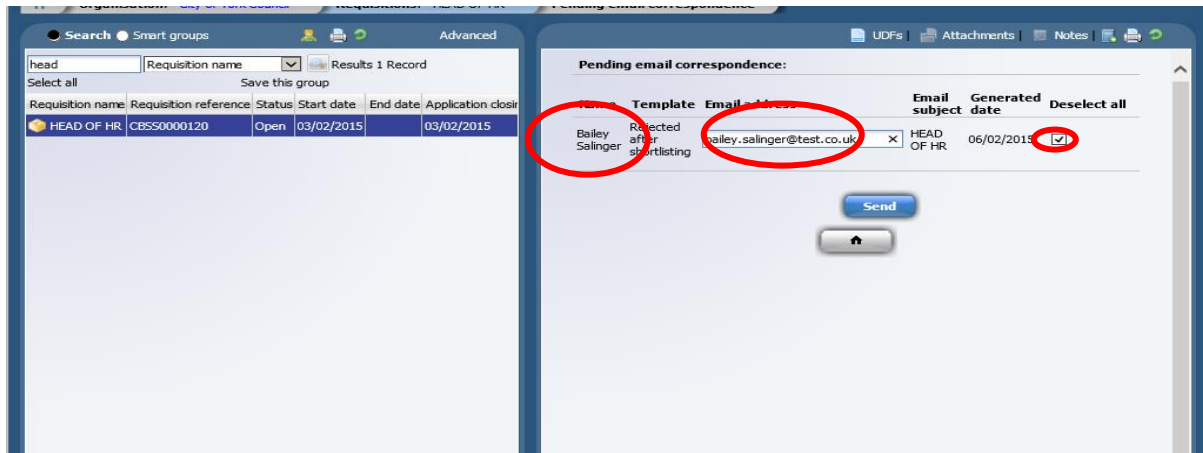 Organisation: City of York Council Requisitions: HEAD OF HR Pending email correspondence
Search Smart groups Advanced
head Requisition name Results 1 Record
Select all Save this group
Requisition name Requisition reference Status Start date End date Application closin
HEAD OF HR CBSS0000120 Open 03/02/2015 03/02/2015
UDFs | Attachments | Notes |
Pending email correspondence:
Name Template Email address Email subject Generated date Deselect all
Bailey Salinger Rejected after shortlisting bailey.salinger@test.co.uk HEAD OF HR 06/02/2015
Send